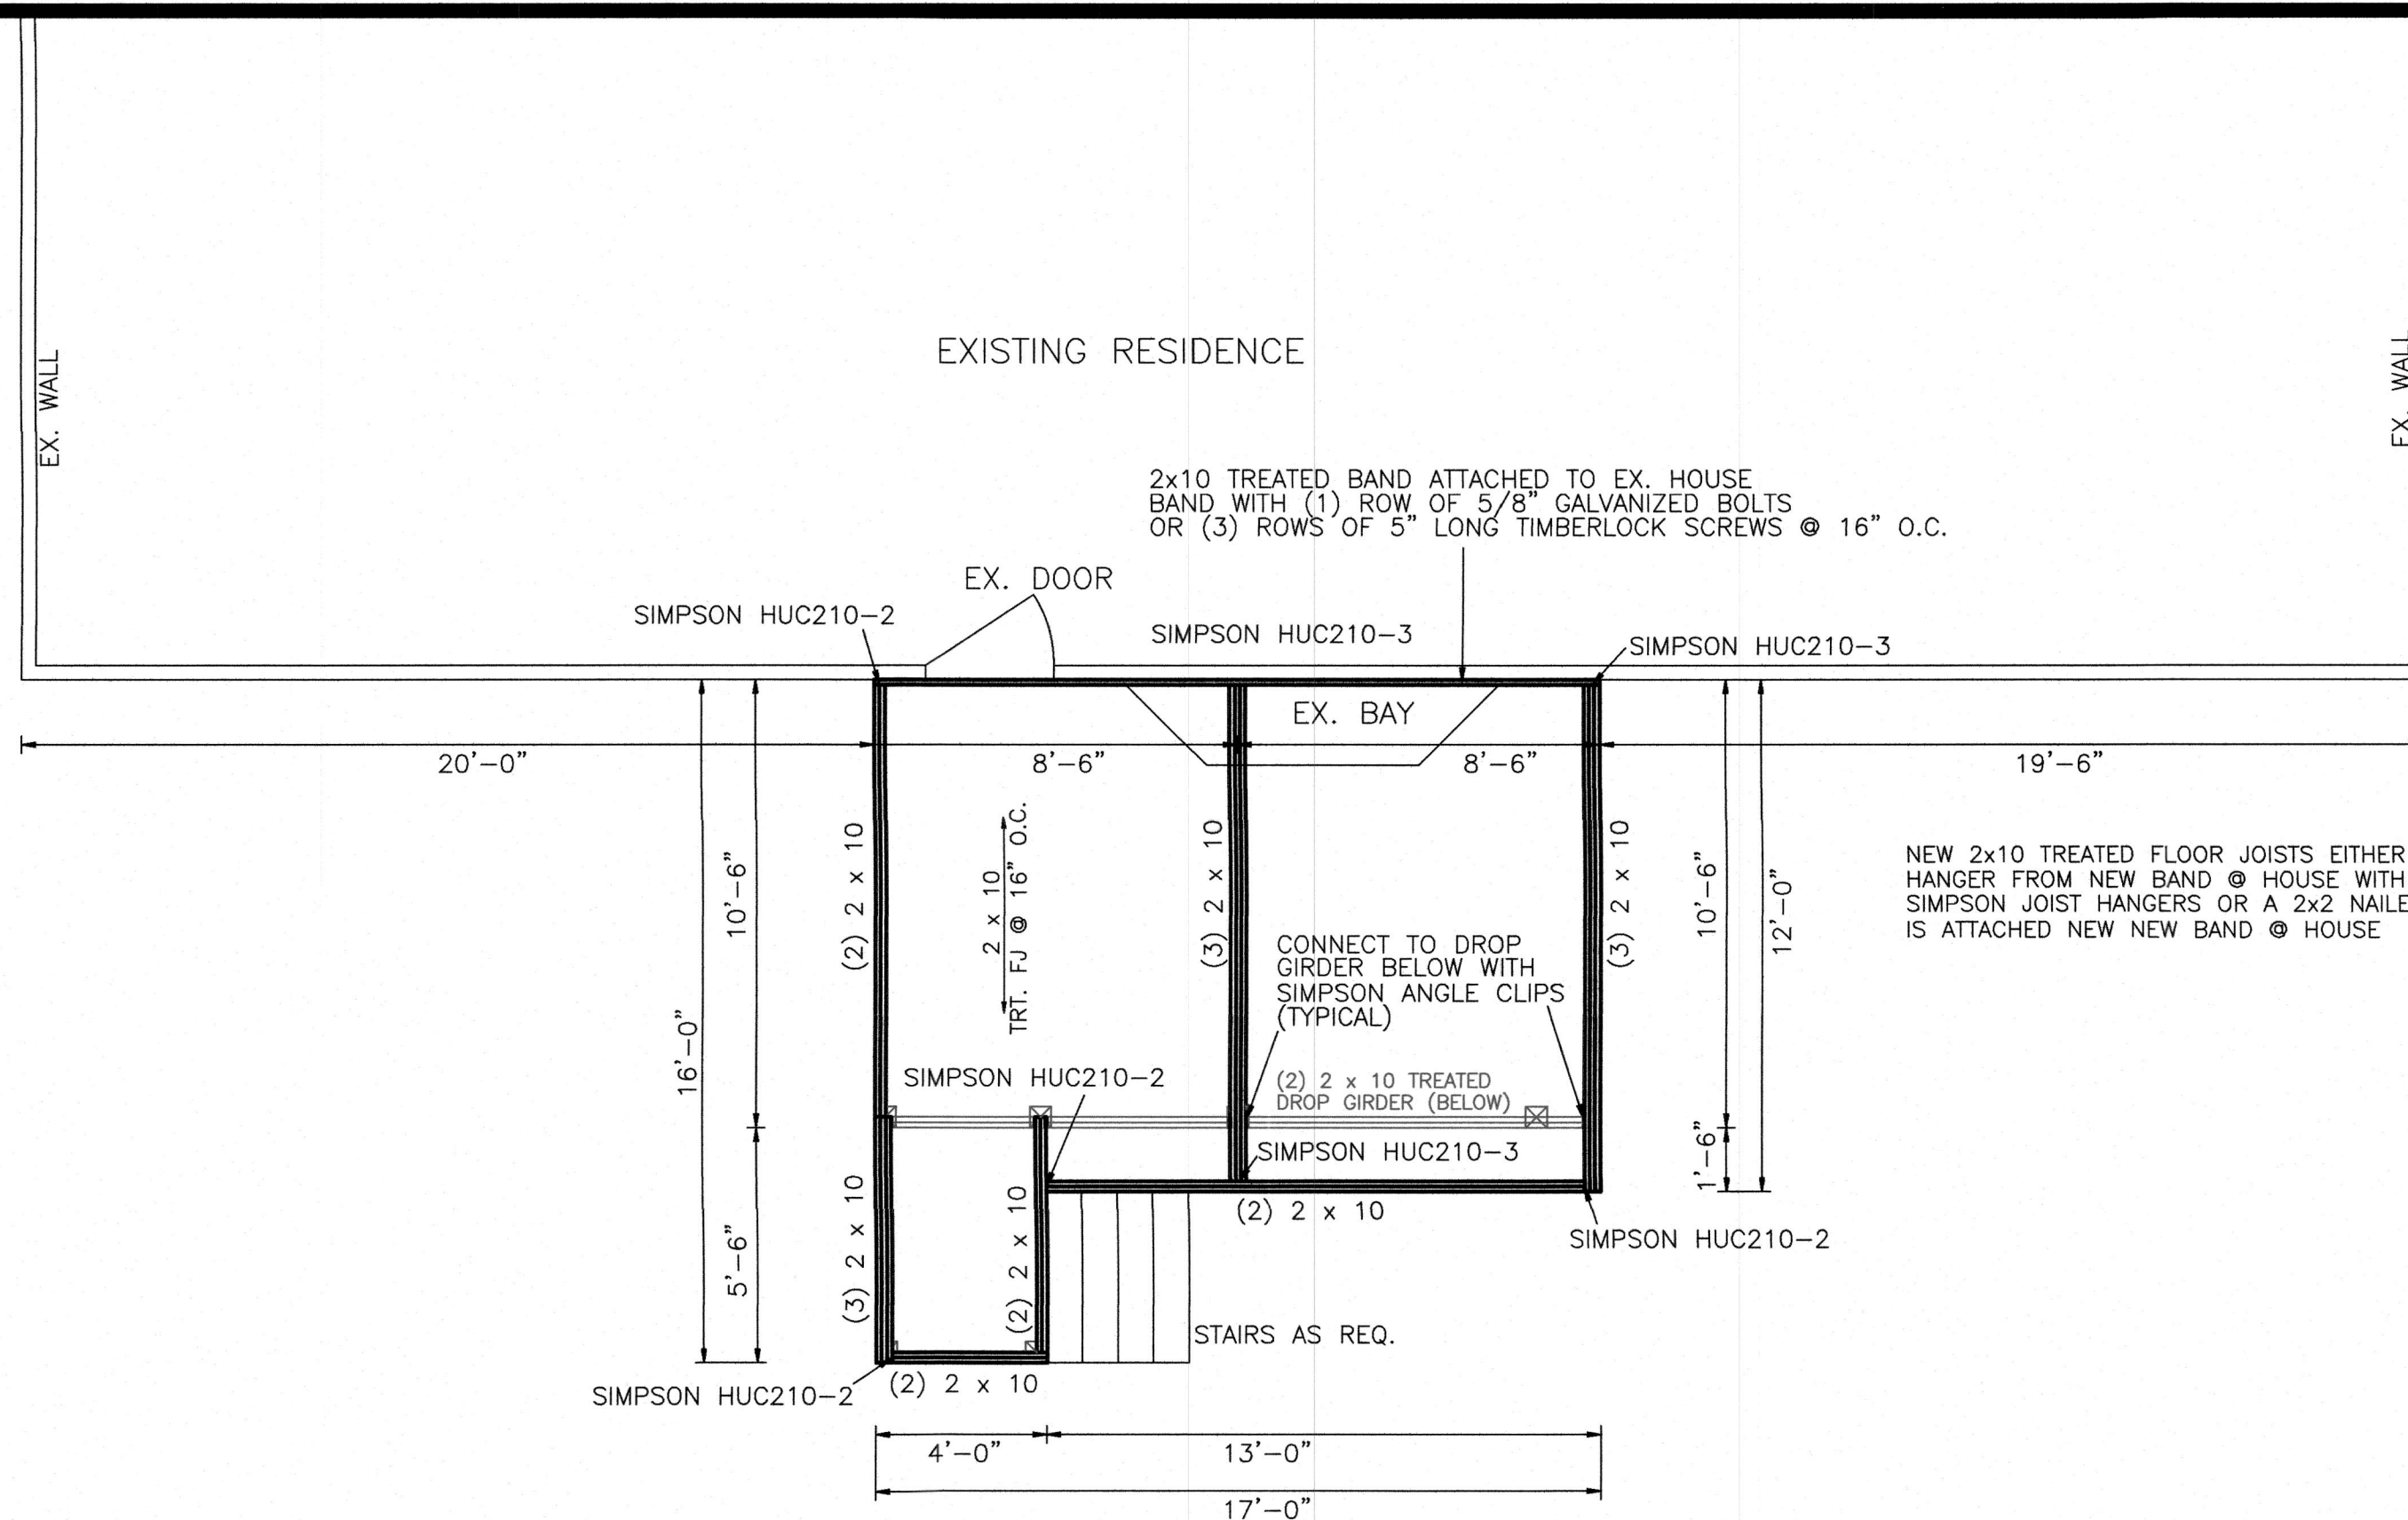 EX. WALL
EX. WALL
EXISTING RESIDENCE
2x10 TREATED BAND ATTACHED TO EX. HOUSE
BAND WITH (1) ROW OF 5/8" GALVANIZED BOLTS
OR (3) ROWS OF 5" LONG TIMBERLOCK SCREWS @ 16" O.C.
EX. DOOR
SIMPSON HUC210-2
SIMPSON HUC210-3
SIMPSON HUC210-3
EX. BAY
20'-0"
8'-6"
8'-6"
19'-6"
(2) 2 x 10
2 x 10
TRT. FJ @ 16" O.C.
(3) 2 x 10
(3) 2 x 10
10'-6"
16'-0"
10'-6"
12'-0"
NEW 2x10 TREATED FLOOR JOISTS EITHER
HANGER FROM NEW BAND @ HOUSE WITH
SIMPSON JOIST HANGERS OR A 2x2 NAILE
IS ATTACHED NEW NEW BAND @ HOUSE
CONNECT TO DROP
GIRDER BELOW WITH
SIMPSON ANGLE CLIPS
(TYPICAL)
SIMPSON HUC210-2
(2) 2 x 10 TREATED
DROP GIRDER (BELOW)
SIMPSON HUC210-3
1'-6"
5'-6"
(3) 2 x 10
(2) 2 x 10
(2) 2 x 10
SIMPSON HUC210-2
STAIRS AS REQ.
SIMPSON HUC210-2
(2) 2 x 10
4'-0"
13'-0"
17'-0"